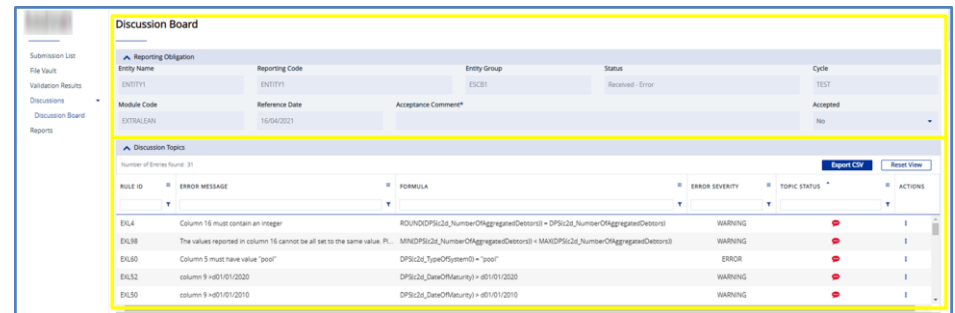 Discussion Board
Submission List
File Vault
Validation Results
Discussions
Discussion Board
Reports
Reporting Obligation
Entity Name Reporting Code Entity Group Status Cycle
ENTITY1 ENTITY1 ESCB1 Received - Error TEST
Module Code Reference Date Acceptance Comment* Accepted
EXTRALEAN 16/04/2021 No
Discussion Topics
Number of Entries found: 31 Export CSV Reset View
RULE ID ERROR MESSAGE FORMULA ERROR SEVERITY TOPIC STATUS ACTIONS
EXL4 Column 16 must contain an integer ROUND(DPS(c2d_NumberOfAggregatedDebtors)) = DPS(c2d_NumberOfAggregatedDebtors) WARNING
EXL98 The values reported in column 16 cannot be all set to the same value. Pl... MIN(DPS(c2d_NumberOfAggregatedDebtors)) < MAX(DPS(c2d_NumberOfAggregatedDebtors)) WARNING
EXL60 Column 5 must have value "pool" DPS(c2d_TypeOfSystem0) = "pool" ERROR
EXL52 column 9 >d01/01/2020 DPS(c2d_DateOfMaturity) > d01/01/2020 WARNING
EXL50 column 9 >d01/01/2010 DPS(c2d_DateOfMaturity) > d01/01/2010 WARNING